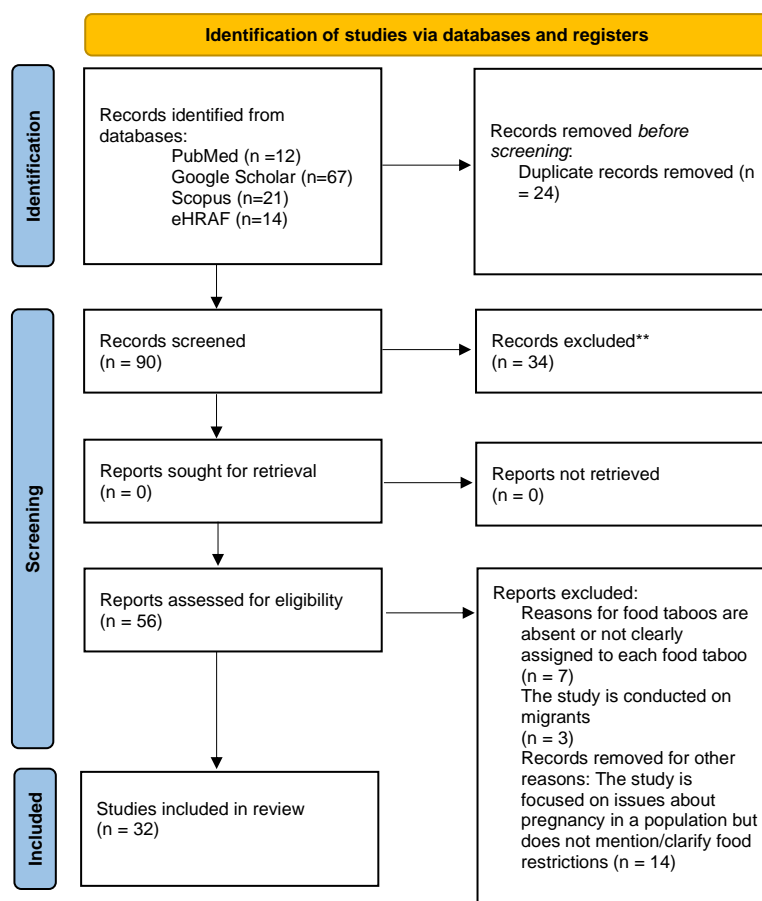 Identification of studies via databases and registers
Identification
Records identified from
databases:
PubMed (n =12)
Google Scholar (n=67)
Scopus (n=21)
eHRAF (n=14)
Records removed before
screening:
Duplicate records removed (n
= 24)
Screening
Records screened
(n = 90)
Records excluded**
(n = 34)
Reports sought for retrieval
(n = 0)
Reports not retrieved
(n = 0)
Reports assessed for eligibility
(n = 56)
Reports excluded:
Reasons for food taboos are
absent or not clearly
assigned to each food taboo
(n = 7)
The study is conducted on
migrants
(n = 3)
Records removed for other
reasons: The study is
focused on issues about
pregnancy in a population but
does not mention/clarify food
restrictions (n = 14)
Included
Studies included in review
(n = 32)